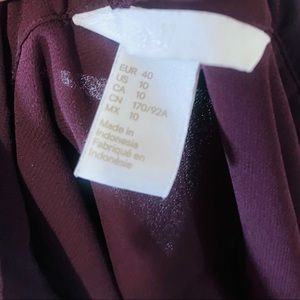 EUR 40
US 10
CA 10
CN 170/92A
MX 10
Made in
Indonesia
Fabriqué en
Indonésie